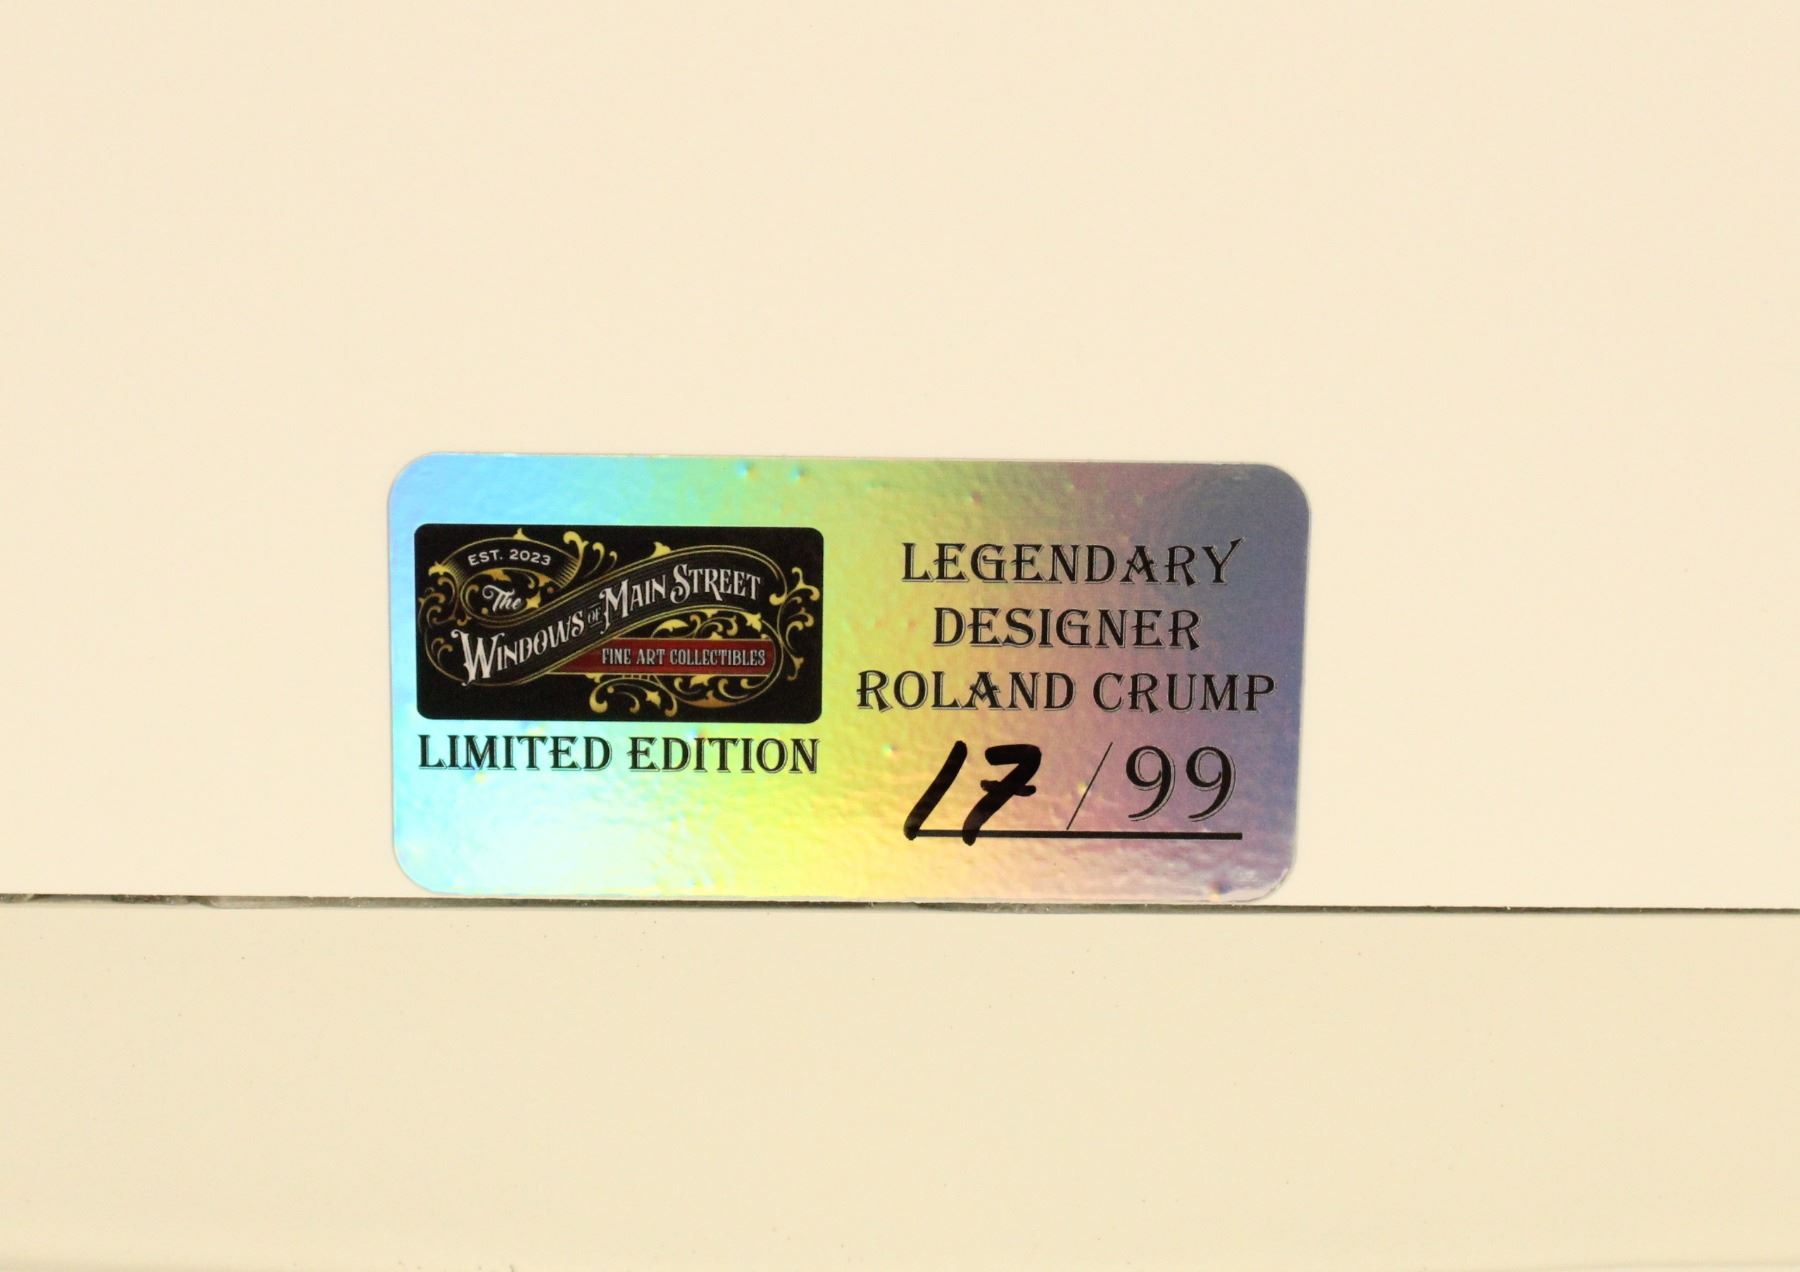 EST. 2023
The
WINDOWS OF MAIN STREET
FINE ART COLLECTIBLES
LIMITED EDITION
LEGENDARY
DESIGNER
ROLAND CRUMP
17/99